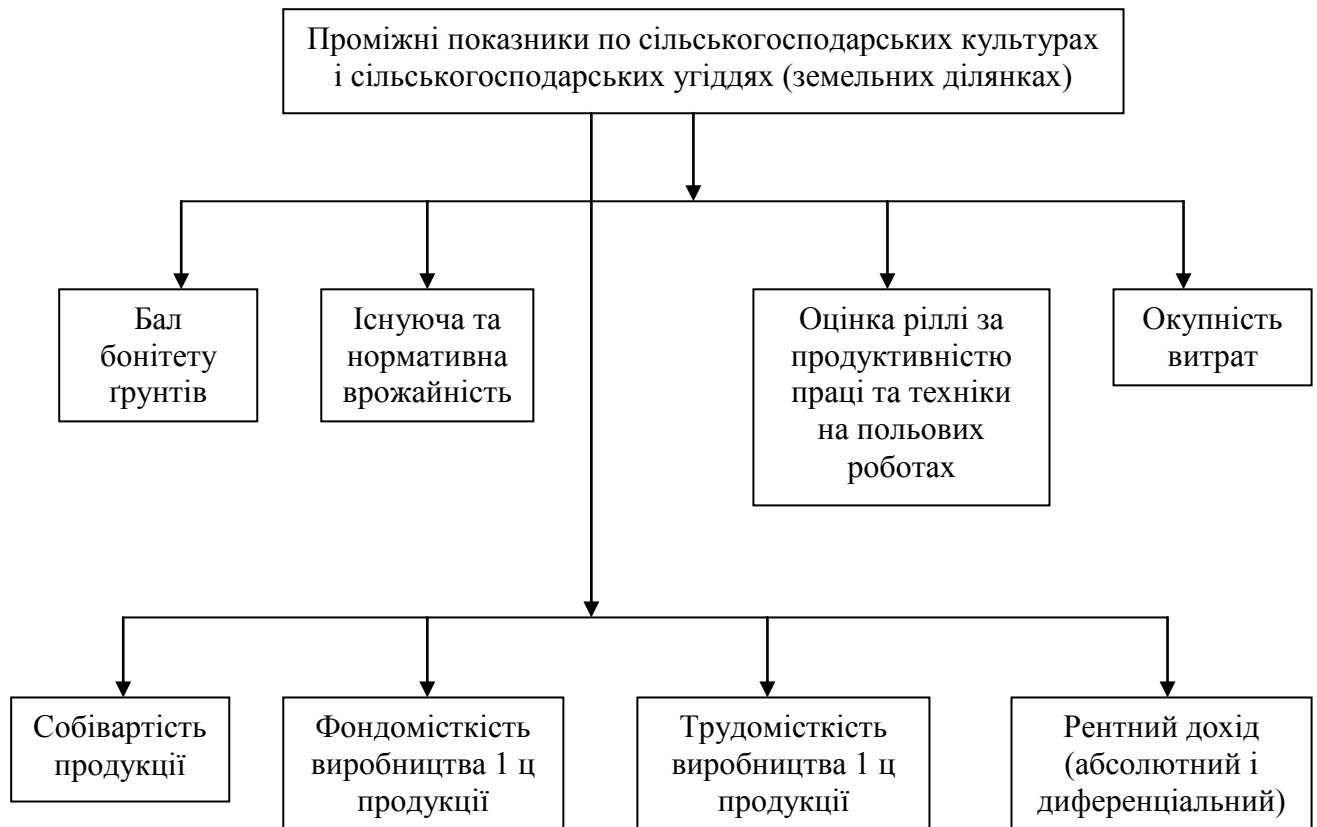 Проміжні показники по сільськогосподарських культурах
і сільськогосподарських угіддях (земельних ділянках)
Бал
бонітету
ґрунтів
Існуюча та
нормативна
врожайність
Оцінка ріллі за
продуктивністю
праці та техніки
на польових
роботах
Окупність
витрат
Собівартість
продукції
Фондомісткість
виробництва 1 ц
продукції
Трудомісткість
виробництва 1 ц
продукції
Рентний дохід
(абсолютний і
диференціальний)